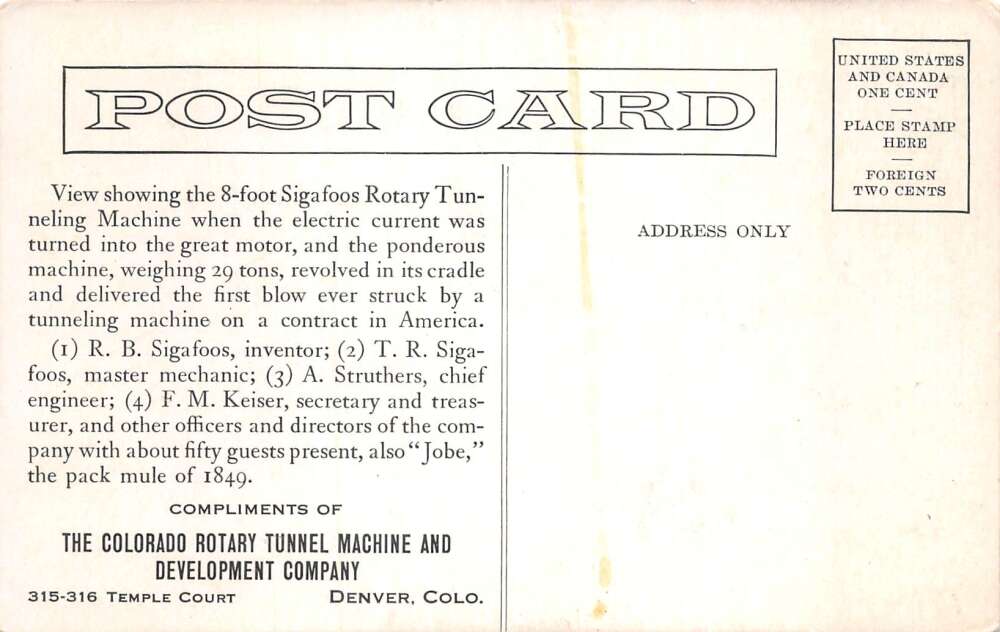 POST CARD
UNITED STATES
AND CANADA
ONE CENT
—
PLACE STAMP
HERE
—
FOREIGN
TWO CENTS
View showing the 8-foot Sigafoos Rotary Tun-
neling Machine when the electric current was
turned into the great motor, and the ponderous
machine, weighing 29 tons, revolved in its cradle
and delivered the first blow ever struck by a
tunneling machine on a contract in America.
(1) R. B. Sigafoos, inventor; (2) T. R. Siga-
foos, master mechanic; (3) A. Struthers, chief
engineer; (4) F. M. Keiser, secretary and treas-
urer, and other officers and directors of the com-
pany with about fifty guests present, also "Jobe,"
the pack mule of 1849.
COMPLIMENTS OF
THE COLORADO ROTARY TUNNEL MACHINE AND
DEVELOPMENT COMPANY
315-316 TEMPLE COURT DENVER, COLO.
ADDRESS ONLY